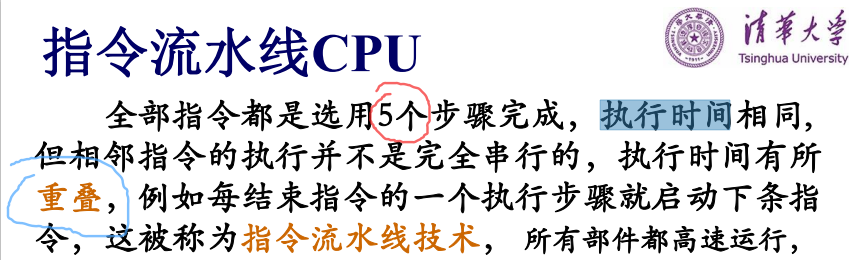 指令流水线CPU
清华大学
Tsinghua University
全部指令都是选用5个步骤完成，执行时间相同，
但相邻指令的执行并不是完全串行的，执行时间有所
重叠，例如每结束指令的一个执行步骤就启动下条指
令，这被称为指令流水线技术，所有部件都高速运行，